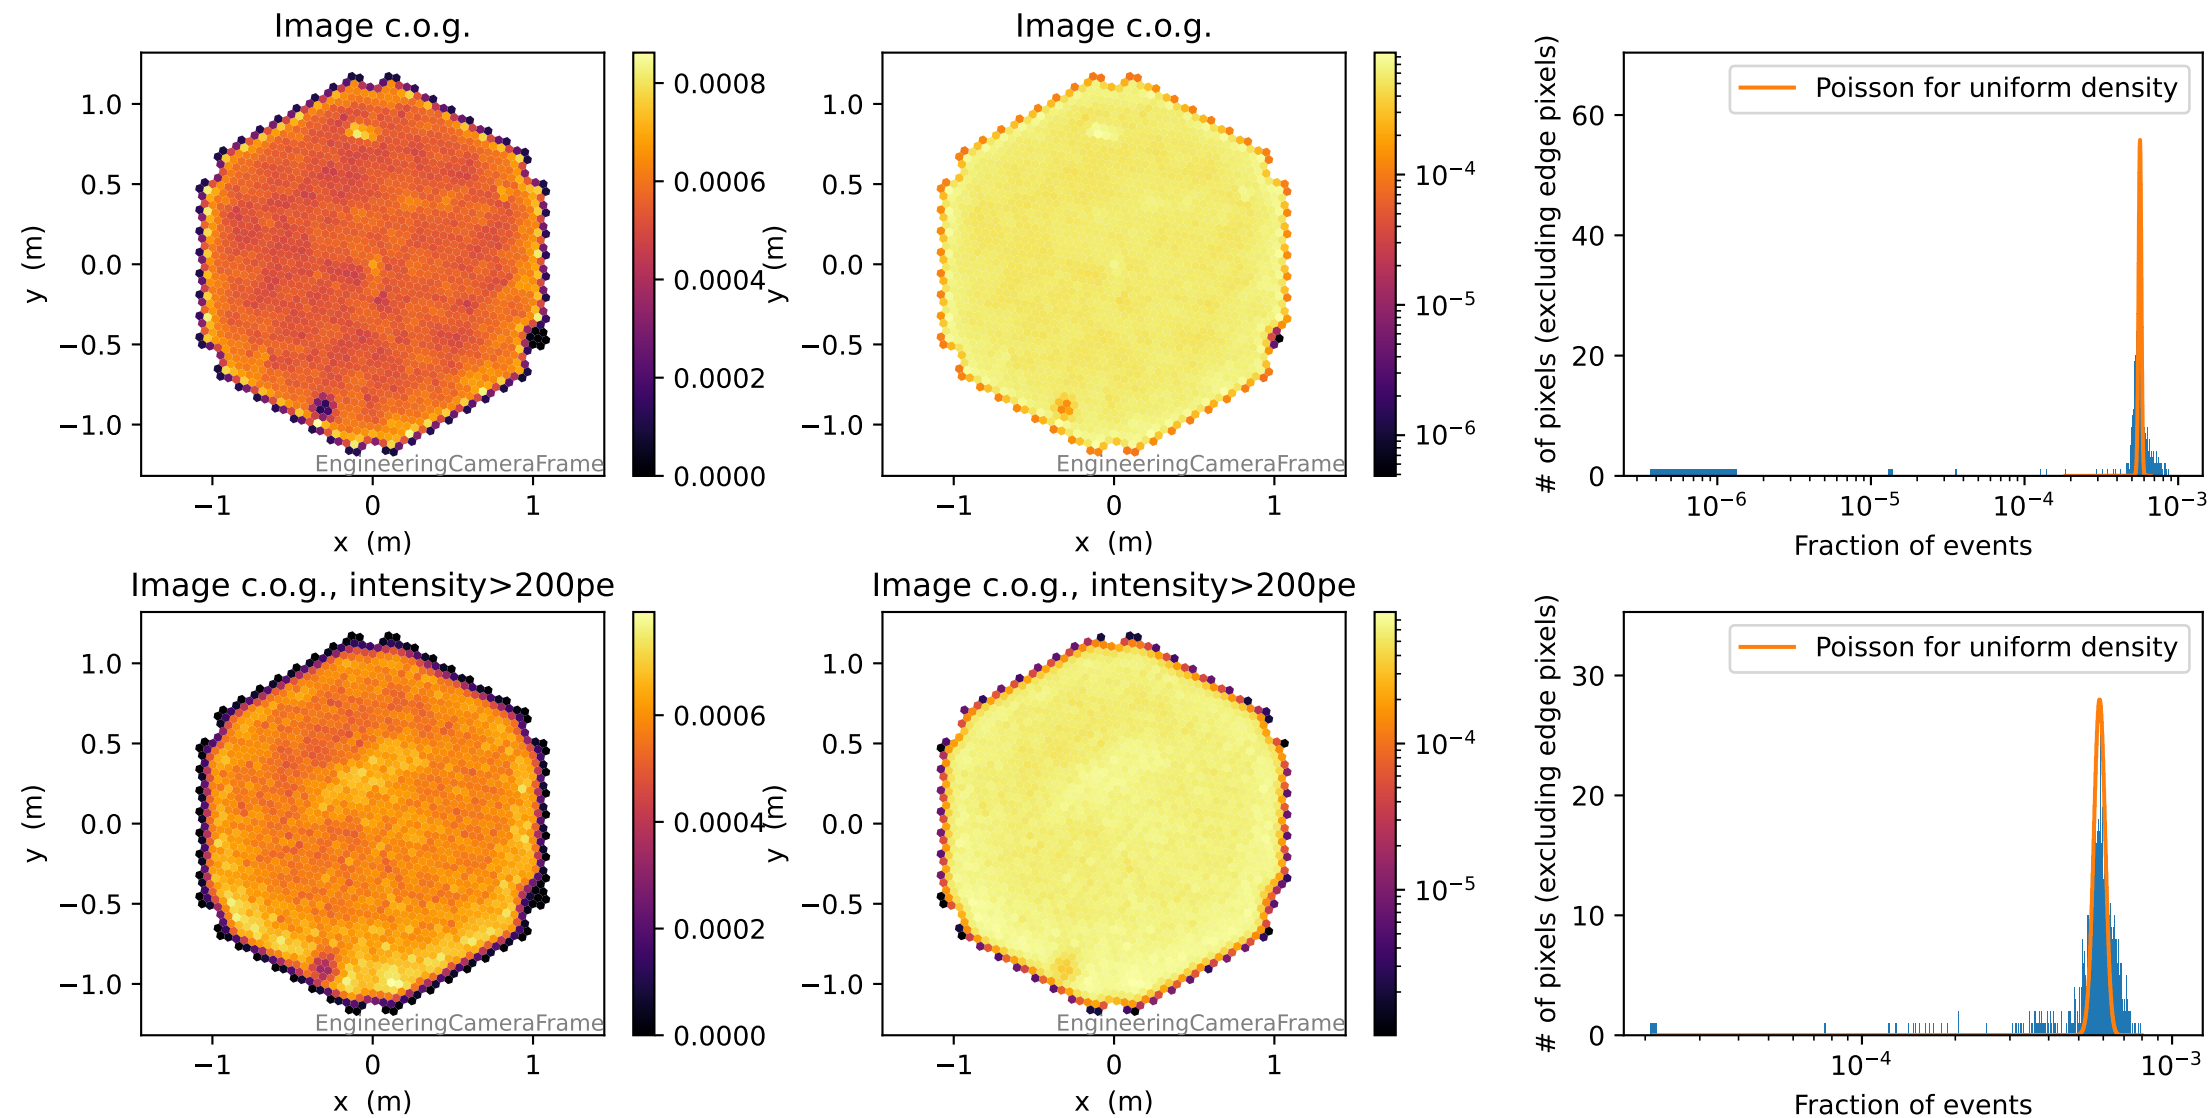 Image c.o.g.
1.0
0.5
0.0
−0.5
−1.0
y (m)
−1
0
1
x (m)
EngineeringCameraFrame
0.0008
0.0006
0.0004
0.0002
0.0000
Image c.o.g.
1.0
0.5
0.0
−0.5
−1.0
y (m)
−1
0
1
x (m)
EngineeringCameraFrame
10⁻⁴
10⁻⁵
10⁻⁶
Poisson for uniform density
# of pixels (excluding edge pixels)
60
40
20
0
10⁻⁶
10⁻⁵
10⁻⁴
10⁻³
Fraction of events
Image c.o.g., intensity>200pe
1.0
0.5
0.0
−0.5
−1.0
y (m)
−1
0
1
x (m)
EngineeringCameraFrame
0.0006
0.0004
0.0002
0.0000
Image c.o.g., intensity>200pe
1.0
0.5
0.0
−0.5
−1.0
y (m)
−1
0
1
x (m)
EngineeringCameraFrame
10⁻⁴
10⁻⁵
Poisson for uniform density
# of pixels (excluding edge pixels)
30
20
10
0
10⁻⁴
10⁻³
Fraction of events